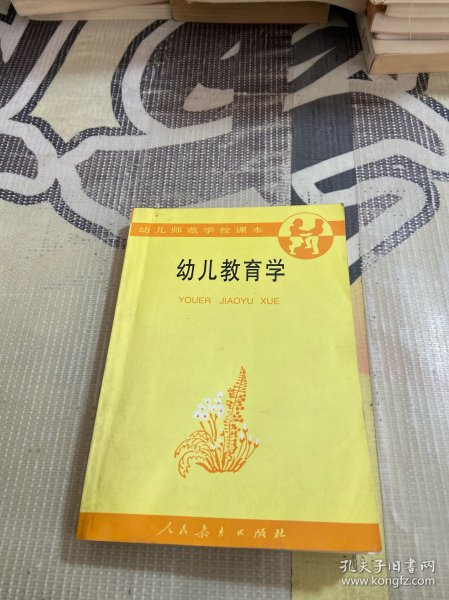 幼儿师范学校课本
幼儿教育学
YOUER JIAOYU XUE
人民教育出版社
孔夫子旧书网
www.kongfz.com